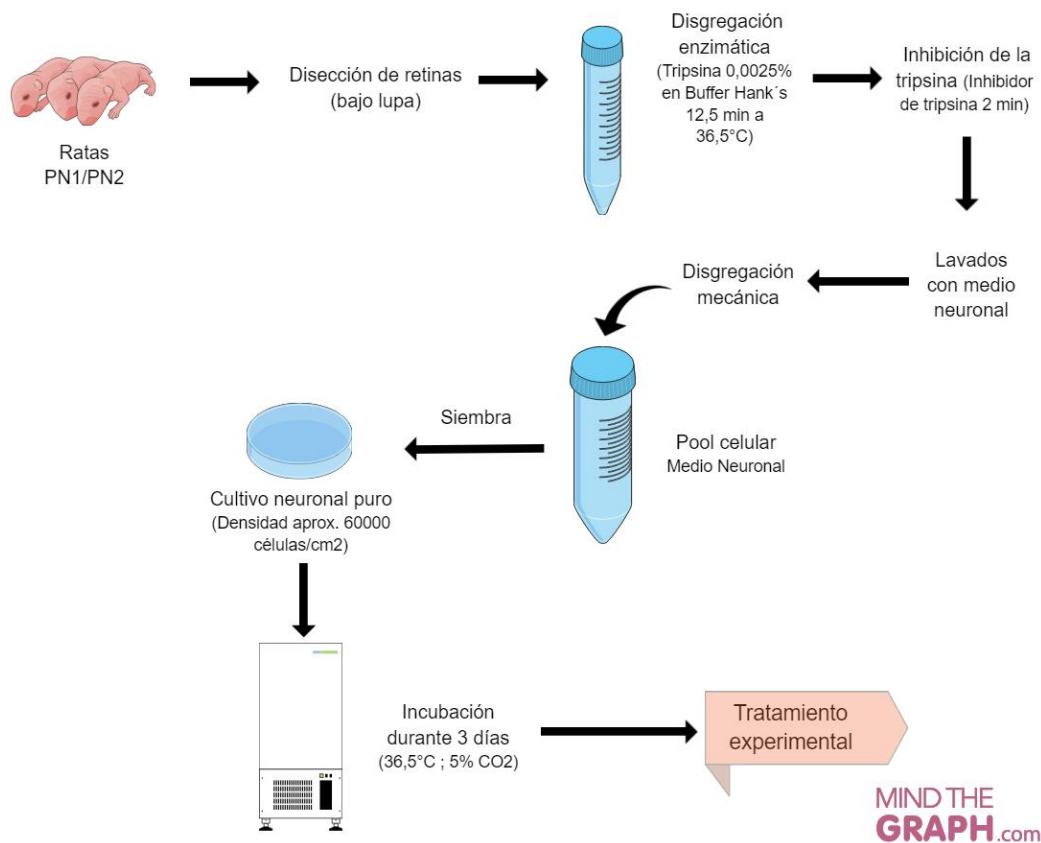 Ratas
PN1/PN2
Disección de retinas
(bajo lupa)
Disgregación
enzimática
(Tripsina 0,0025%
en Buffer Hank´s
12,5 min a
36,5°C)
Inhibición de la
tripsina (Inhibidor
de tripsina 2 min)
Lavados
con medio
neuronal
Disgregación
mecánica
Pool celular
Medio Neuronal
Siembra
Cultivo neuronal puro
(Densidad aprox. 60000
células/cm2)
Incubación
durante 3 días
(36,5°C ; 5% CO2)
Tratamiento
experimental
MIND THE
GRAPH.com